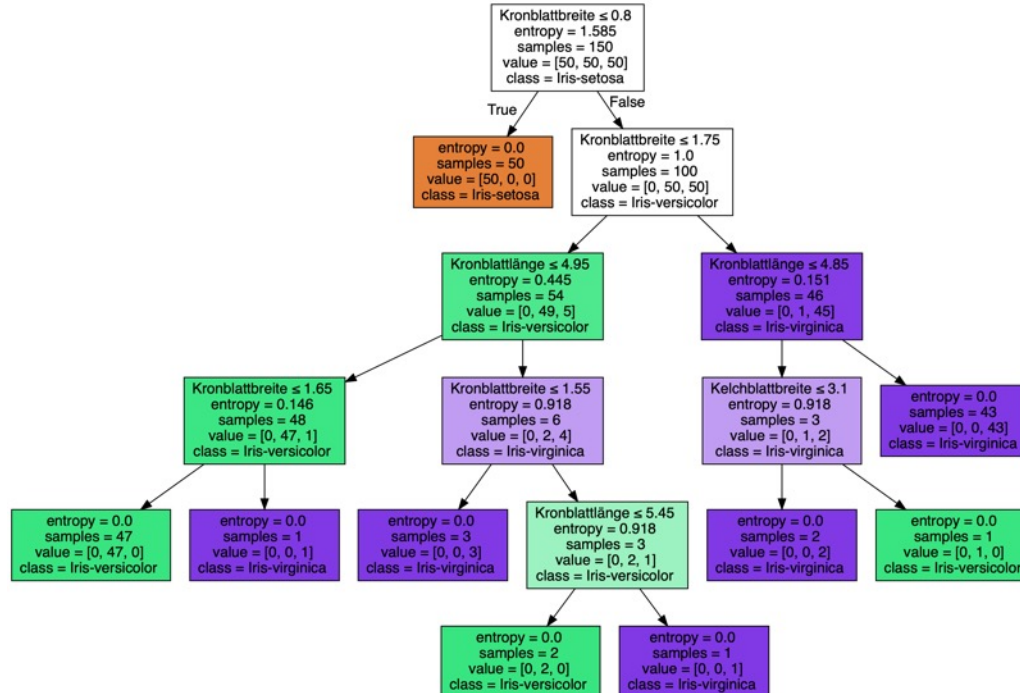 Kronblattbreite ≤ 0.8
entropy = 1.585
samples = 150
value = [50, 50, 50]
class = Iris-setosa
True
False
entropy = 0.0
samples = 50
value = [50, 0, 0]
class = Iris-setosa
Kronblattbreite ≤ 1.75
entropy = 1.0
samples = 100
value = [0, 50, 50]
class = Iris-versicolor
Kronblattlänge ≤ 4.95
entropy = 0.445
samples = 54
value = [0, 49, 5]
class = Iris-versicolor
Kronblattlänge ≤ 4.85
entropy = 0.151
samples = 46
value = [0, 1, 45]
class = Iris-virginica
Kronblattbreite ≤ 1.65
entropy = 0.146
samples = 48
value = [0, 47, 1]
class = Iris-versicolor
Kronblattbreite ≤ 1.55
entropy = 0.918
samples = 6
value = [0, 2, 4]
class = Iris-virginica
Kelchblattbreite ≤ 3.1
entropy = 0.918
samples = 3
value = [0, 1, 2]
class = Iris-virginica
entropy = 0.0
samples = 43
value = [0, 0, 43]
class = Iris-virginica
entropy = 0.0
samples = 47
value = [0, 47, 0]
class = Iris-versicolor
entropy = 0.0
samples = 1
value = [0, 0, 1]
class = Iris-virginica
entropy = 0.0
samples = 3
value = [0, 0, 3]
class = Iris-virginica
Kronblattlänge ≤ 5.45
entropy = 0.918
samples = 3
value = [0, 2, 1]
class = Iris-versicolor
entropy = 0.0
samples = 2
value = [0, 0, 2]
class = Iris-virginica
entropy = 0.0
samples = 1
value = [0, 1, 0]
class = Iris-versicolor
entropy = 0.0
samples = 2
value = [0, 2, 0]
class = Iris-versicolor
entropy = 0.0
samples = 1
value = [0, 0, 1]
class = Iris-virginica